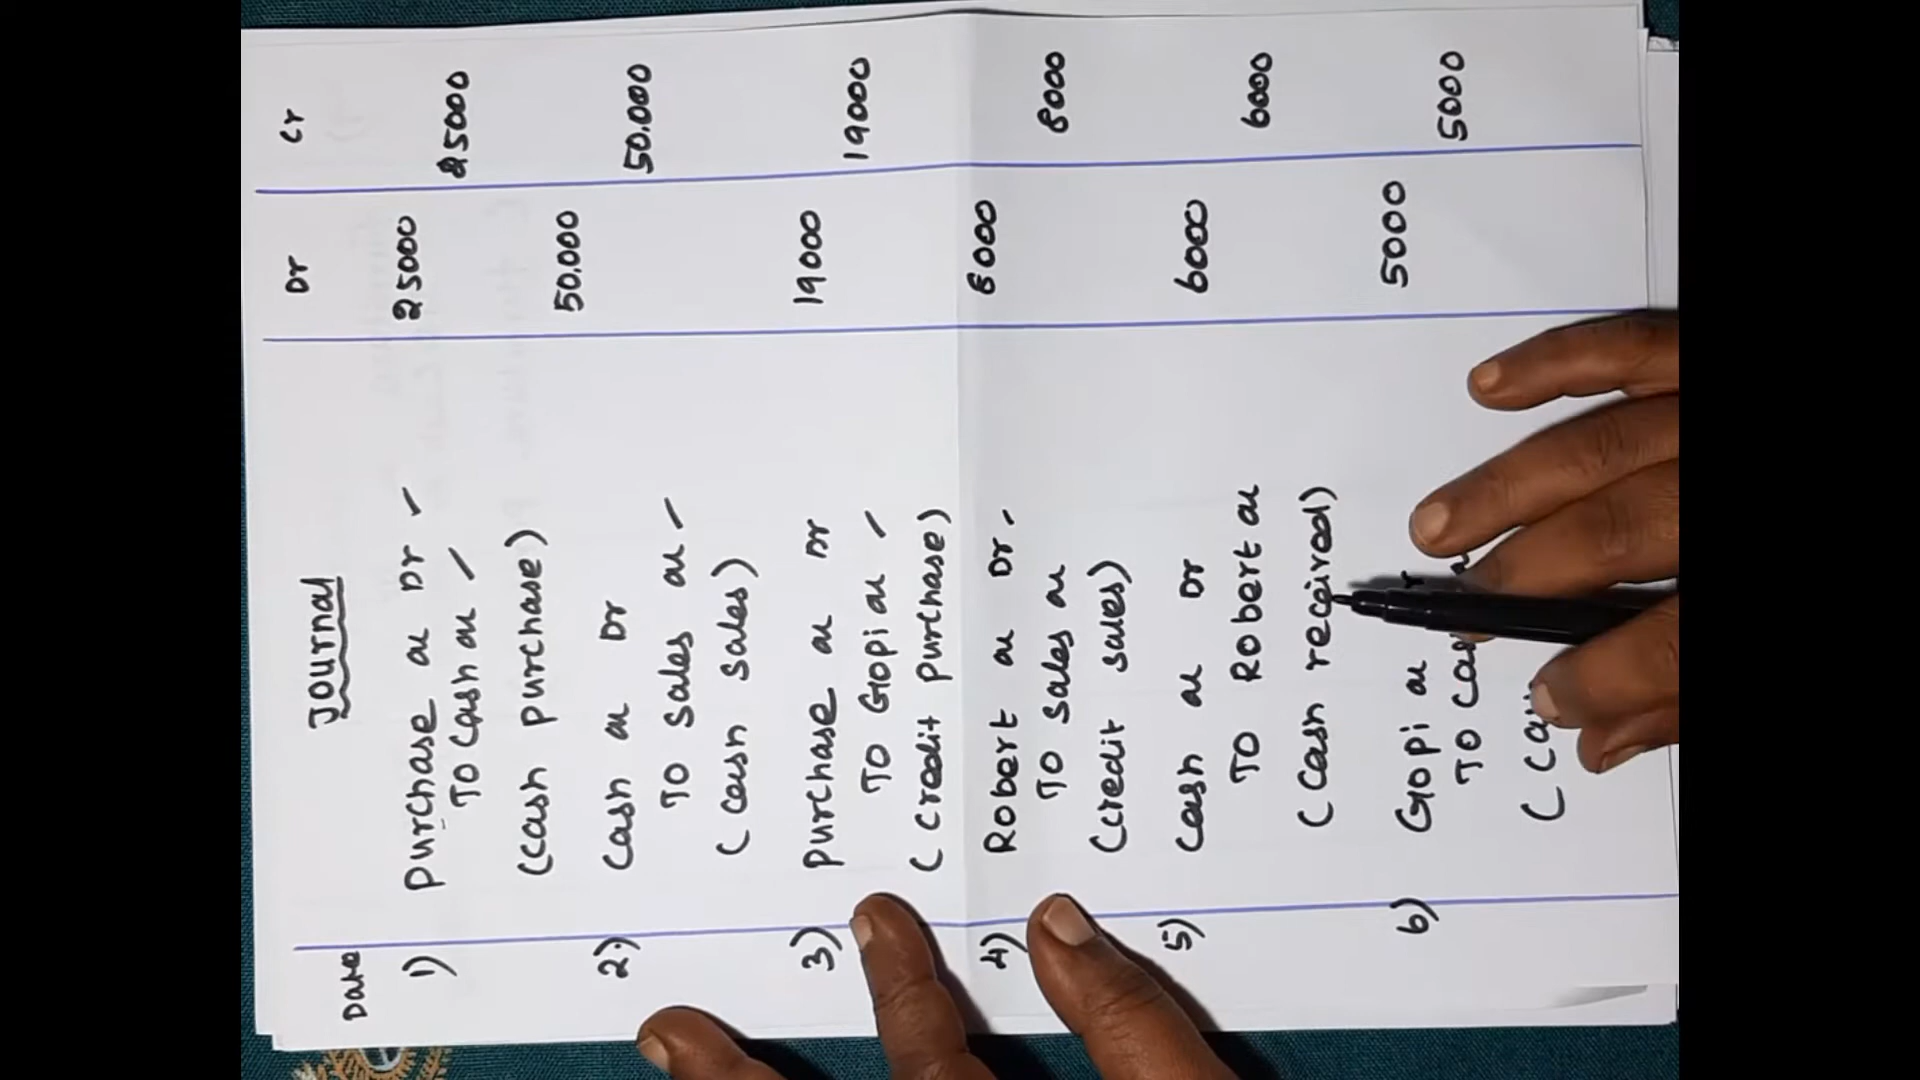 Journal
Date Dr Cr
1) Purchase a/c Dr 25000
To Cash a/c 25000
(Cash purchase)
2) Cash a/c Dr 50.000
To Sales a/c 50.000
(Cash Sales)
3) Purchase a/c Dr 19000
To Gopi a/c 19000
(Credit purchase)
4) Robert a/c Dr. 8000
To Sales a/c 8000
(Credit Sales)
5) Cash a/c Dr 6000
To Robert a/c 6000
(Cash received)
6) Gopi a/c 5000
To 5000